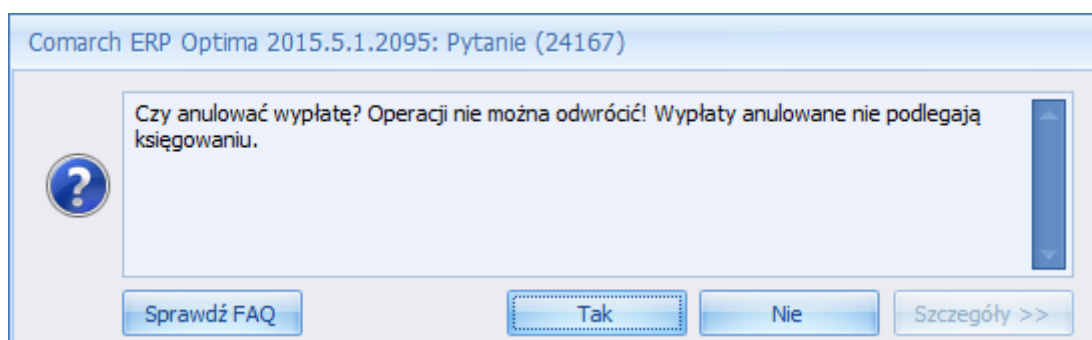 Comarch ERP Optima 2015.5.1.2095: Pytanie (24167)
Czy anulować wypłatę? Operacji nie można odwrócić! Wypłaty anulowane nie podlegają
księgowaniu.
Sprawdź FAQ Tak Nie Szczegóły >>